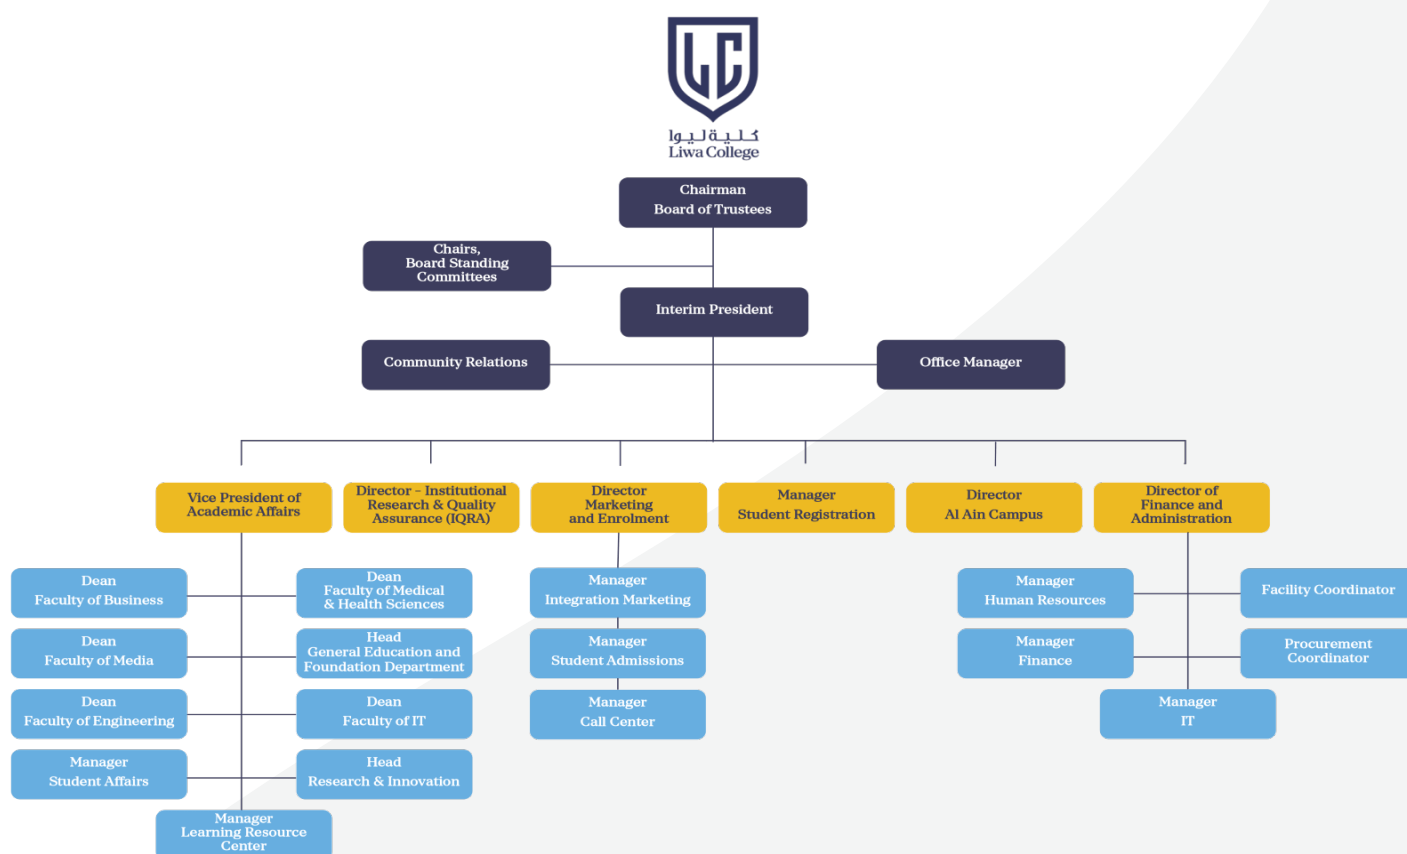 LC
كلية ليوا
Liwa College
Chairman
Board of Trustees
Chairs,
Board Standing
Committees
Interim President
Community Relations
Office Manager
Vice President of
Academic Affairs
Director – Institutional
Research & Quality
Assurance (IQRA)
Director
Marketing
and Enrolment
Manager
Student Registration
Director
Al Ain Campus
Director of
Finance and
Administration
Dean
Faculty of Business
Dean
Faculty of Medical
& Health Sciences
Manager
Integration Marketing
Manager
Human Resources
Facility Coordinator
Dean
Faculty of Media
Head
General Education and
Foundation Department
Manager
Student Admissions
Manager
Finance
Procurement
Coordinator
Dean
Faculty of Engineering
Dean
Faculty of IT
Manager
Call Center
Manager
IT
Manager
Student Affairs
Head
Research & Innovation
Manager
Learning Resource
Center